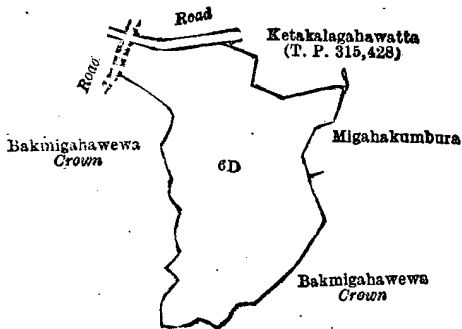 Road
Ketakalagahawatta
(T. P. 315,428)
Road
Bakmigahawewa
Crown
Migahakumbura
6D
Bakmigahawewa
Crown